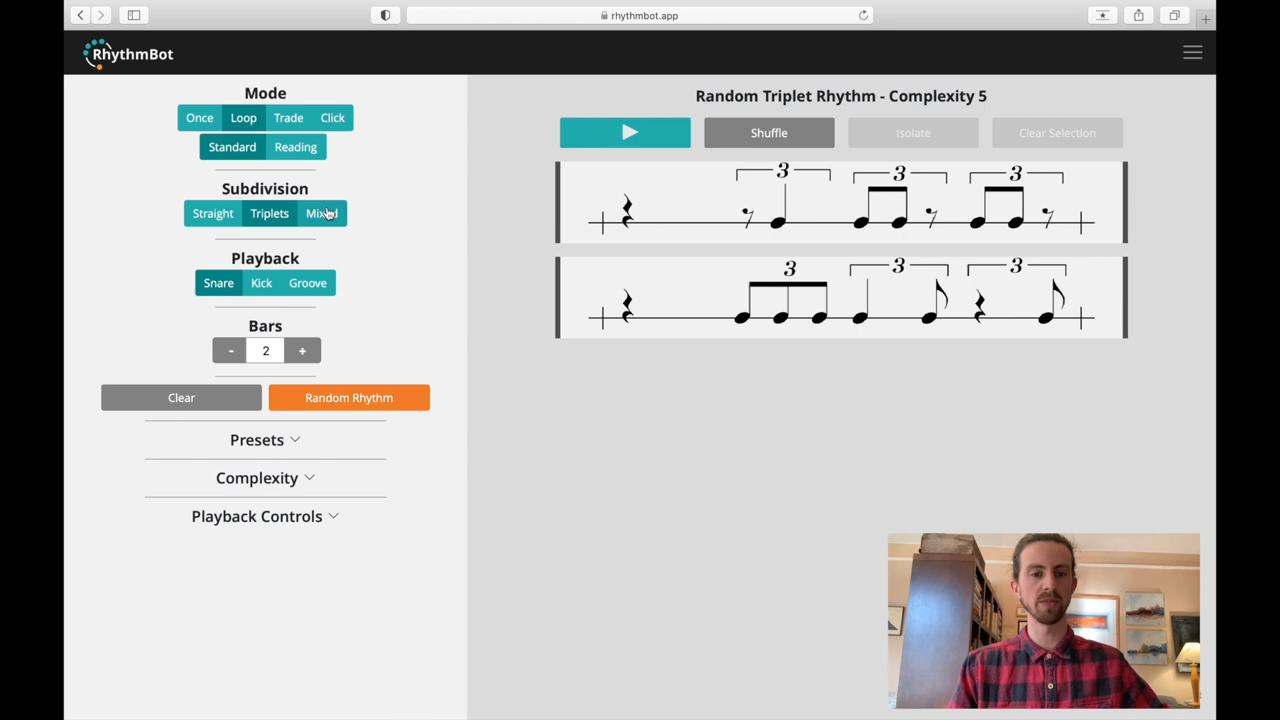 rhythmbot.app
RhythmBot
Mode
Once Loop Trade Click
Standard Reading
Subdivision
Straight Triplets Mixed
Playback
Snare Kick Groove
Bars
- 2 +
Clear Random Rhythm
Presets
Complexity
Playback Controls
Random Triplet Rhythm - Complexity 5
Shuffle Isolate Clear Selection
3 3 3
3 3 3